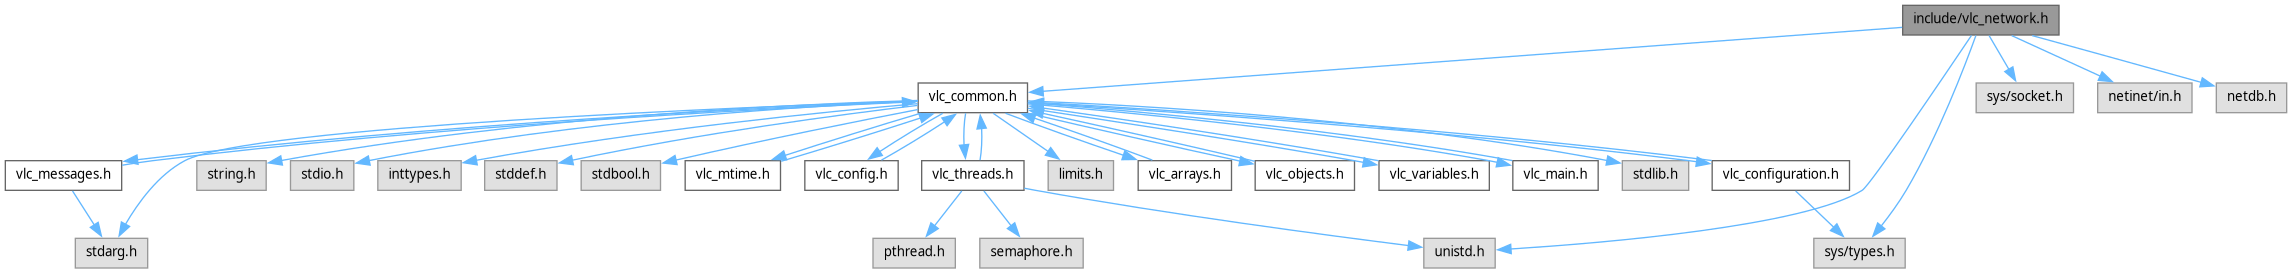 include/vlc_network.h
vlc_common.h
sys/socket.h
netinet/in.h
netdb.h
vlc_messages.h
string.h
stdio.h
inttypes.h
stddef.h
stdbool.h
vlc_mtime.h
vlc_config.h
vlc_threads.h
limits.h
vlc_arrays.h
vlc_objects.h
vlc_variables.h
vlc_main.h
stdlib.h
vlc_configuration.h
stdarg.h
pthread.h
semaphore.h
unistd.h
sys/types.h